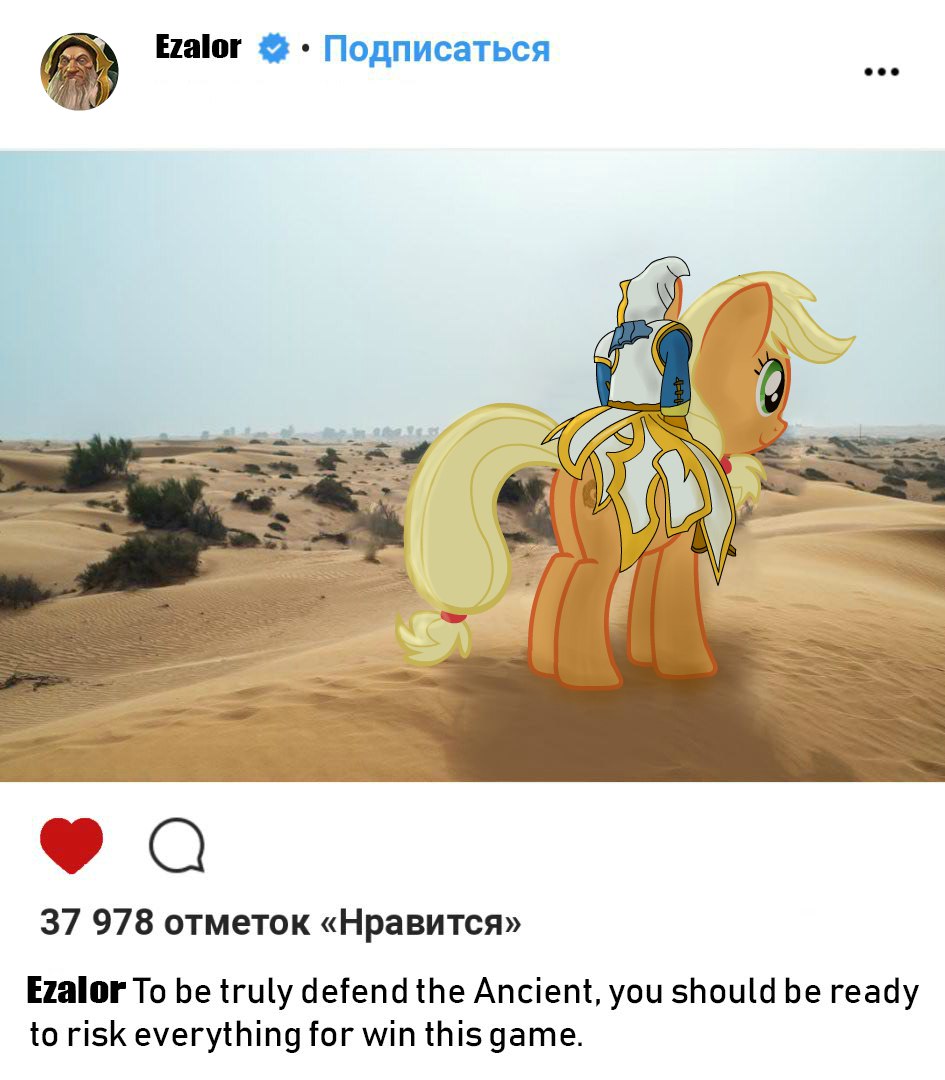 Ezalor • Подписаться
37 978 отметок «Нравится»
Ezalor To be truly defend the Ancient, you should be ready
to risk everything for win this game.